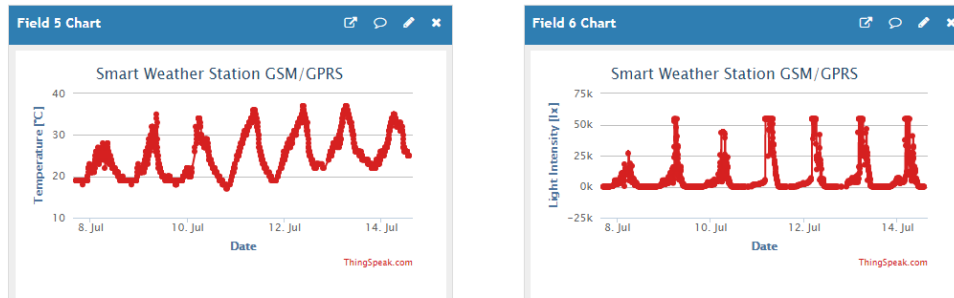 Field 5 Chart
Smart Weather Station GSM/GPRS
Temperature [°C]
40
30
20
10
8. Jul
10. Jul
12. Jul
14. Jul
Date
ThingSpeak.com
Field 6 Chart
Smart Weather Station GSM/GPRS
Light Intensity [lx]
75k
50k
25k
0k
-25k
8. Jul
10. Jul
12. Jul
14. Jul
Date
ThingSpeak.com